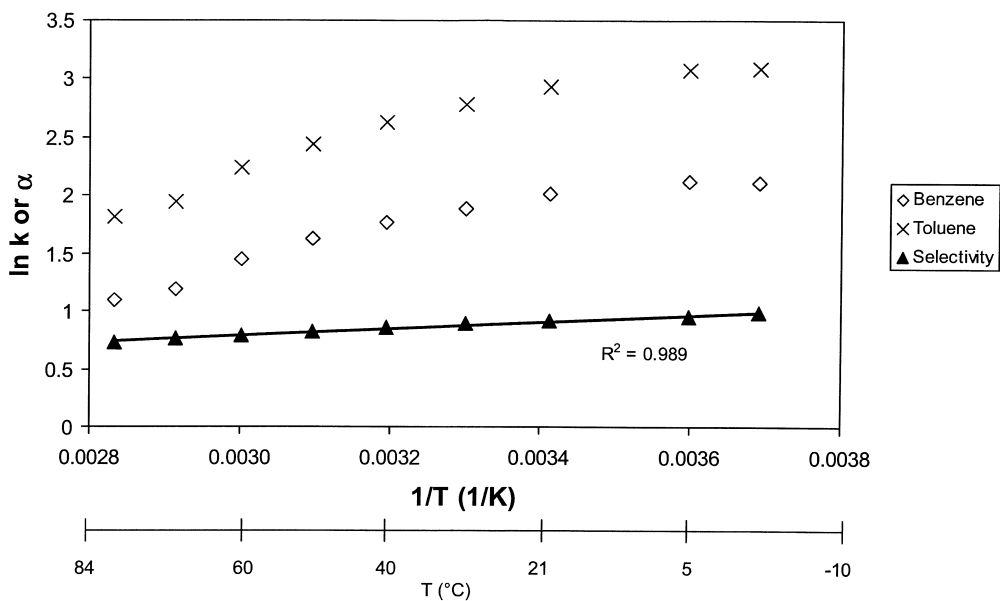 3.5
3
2.5
2
1.5
1
0.5
0
ln k or α
R² = 0.989
0.0028 0.0030 0.0032 0.0034 0.0036 0.0038
1/T (1/K)
84 60 40 21 5 -10
T (°C)
Benzene
Toluene
Selectivity